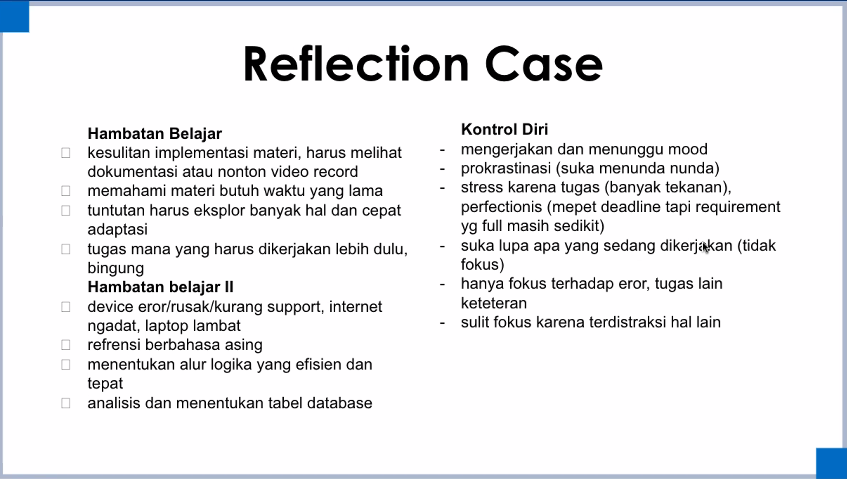 Reflection Case
Hambatan Belajar
□ kesulitan implementasi materi, harus melihat
dokumentasi atau nonton video record
□ memahami materi butuh waktu yang lama
□ tuntutan harus eksplor banyak hal dan cepat
adaptasi
□ tugas mana yang harus dikerjakan lebih dulu,
bingung
Hambatan belajar II
□ device eror/rusak/kurang support, internet
ngadat, laptop lambat
□ refrensi berbahasa asing
□ menentukan alur logika yang efisien dan
tepat
□ analisis dan menentukan tabel database
Kontrol Diri
- mengerjakan dan menunggu mood
- prokrastinasi (suka menunda nunda)
- stress karena tugas (banyak tekanan),
perfectionis (mepet deadline tapi requirement
yg full masih sedikit)
- suka lupa apa yang sedang dikerjakan (tidak
fokus)
- hanya fokus terhadap eror, tugas lain
keteteran
- sulit fokus karena terdistraksi hal lain